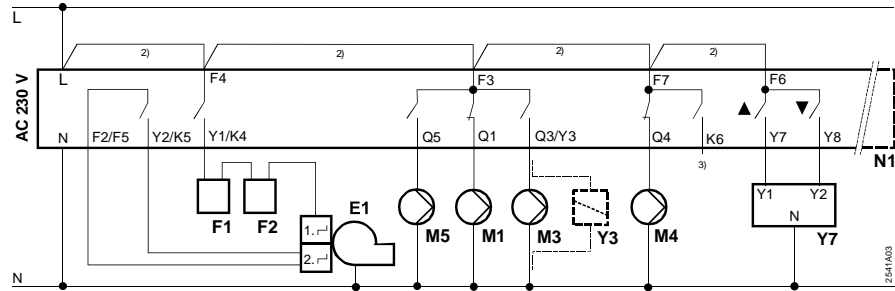 L
2) 2) 2) 2)
AC 230 V
L F4 F3 F7 F6
▲ ▼
N F2/F5 Y2/K5 Y1/K4 Q5 Q1 Q3/Y3 Q4 K6 Y7 Y8
N1
3)
Y1 Y2
F1 F2 E1
N
1.
M5 M1 M3 Y3 M4 Y7
2.
N
2541A03